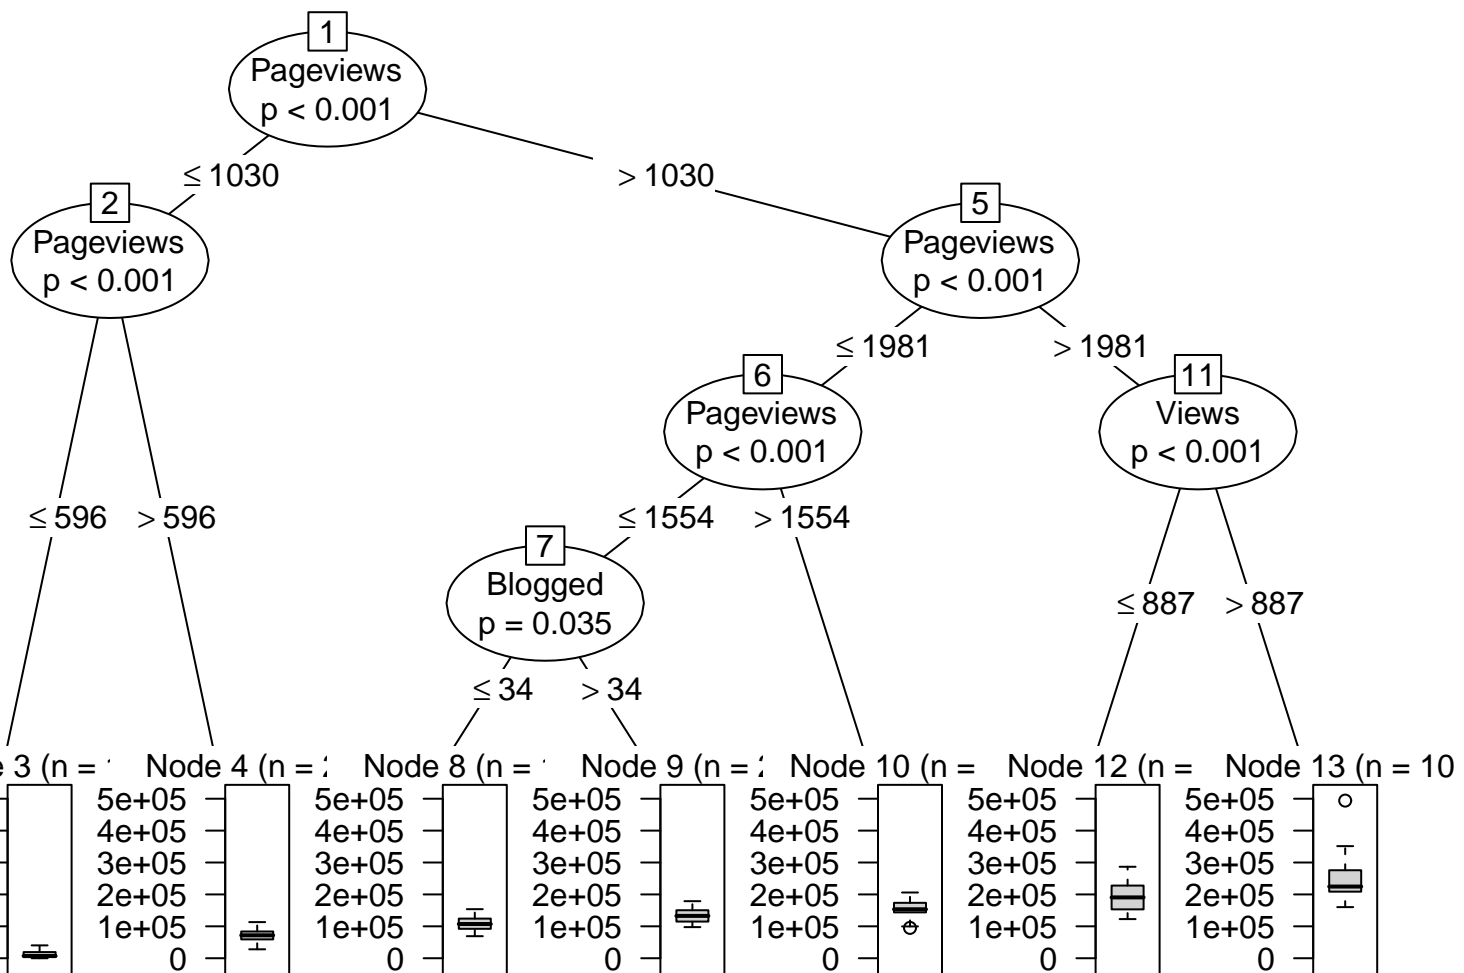 1
Pageviews
p < 0.001
≤ 1030
> 1030
2
Pageviews
p < 0.001
5
Pageviews
p < 0.001
≤ 1981
> 1981
6
Pageviews
p < 0.001
11
Views
p < 0.001
≤ 596
> 596
≤ 1554
> 1554
7
Blogged
p = 0.035
≤ 887
> 887
≤ 34
> 34
3 (n =
Node 4 (n =
Node 8 (n =
Node 9 (n =
Node 10 (n =
Node 12 (n =
Node 13 (n = 10
5e+05
4e+05
3e+05
2e+05
1e+05
0
5e+05
4e+05
3e+05
2e+05
1e+05
0
5e+05
4e+05
3e+05
2e+05
1e+05
0
5e+05
4e+05
3e+05
2e+05
1e+05
0
5e+05
4e+05
3e+05
2e+05
1e+05
0
5e+05
4e+05
3e+05
2e+05
1e+05
0